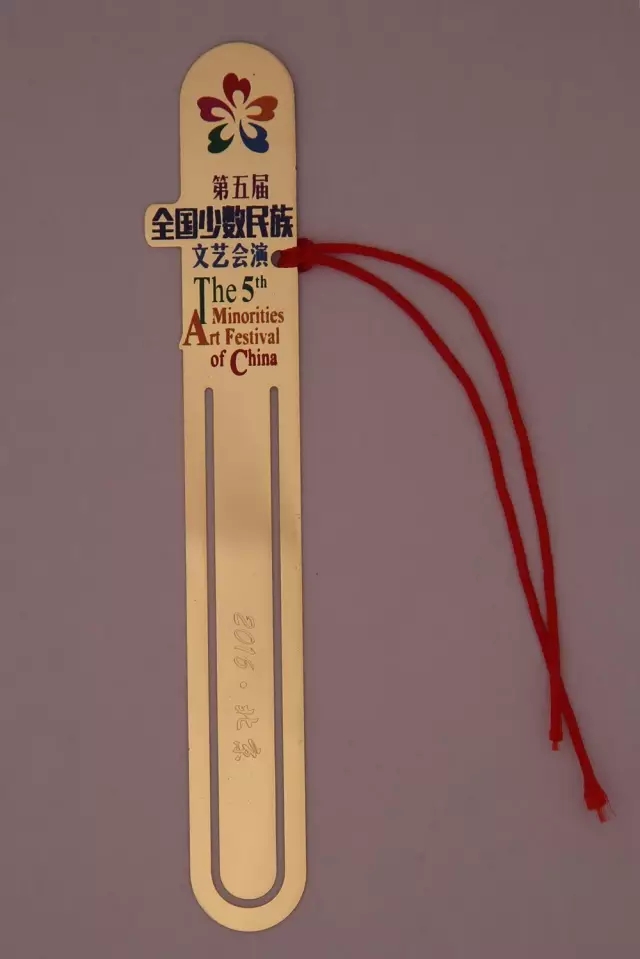 第五届
全国少数民族
文艺会演
The 5th
Minorities
Art Festival
of China
2016·北京